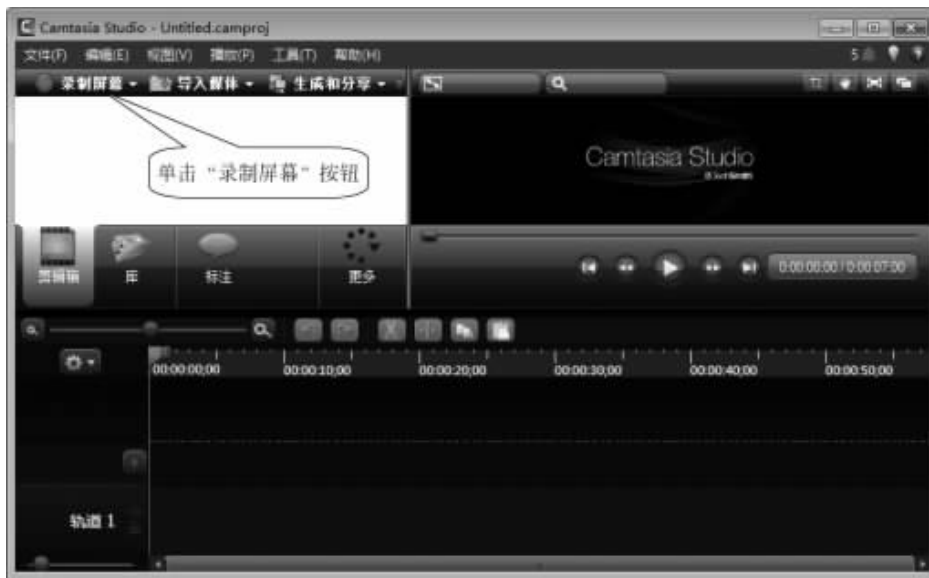 Camtasia Studio - Untitled.camproj
文件(F) 编辑(E) 视图(V) 播放(P) 工具(T) 帮助(H) 5
录制屏幕 导入媒体 生成和分享
单击“录制屏幕”按钮
Camtasia Studio
剪辑箱 库 标注 更多
0:00:00:00 / 0:00:07:00
00:00:00;00 00:00:10;00 00:00:20;00 00:00:30;00 00:00:40;00 00:00:50;00
轨道 1